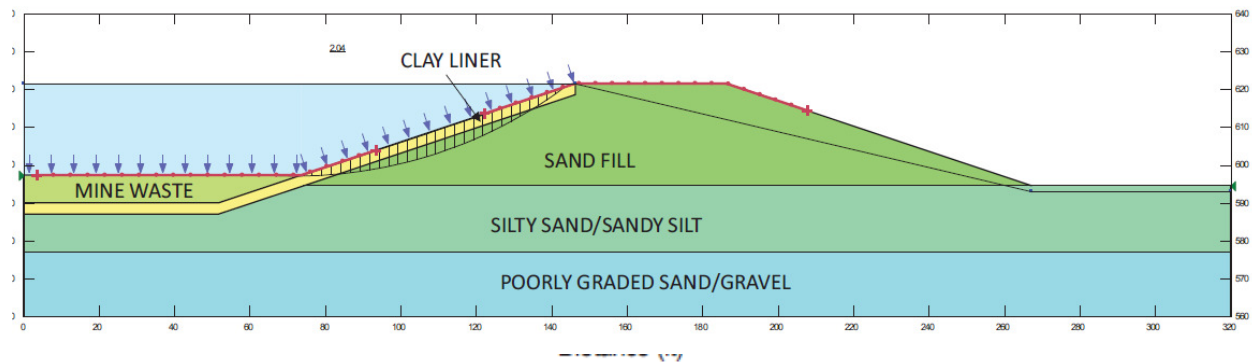 640
630
2.04
CLAY LINER
620
610
SAND FILL
600
MINE WASTE
590
SILTY SAND/SANDY SILT
580
570
POORLY GRADED SAND/GRAVEL
560
0 20 40 60 80 100 120 140 160 180 200 220 240 260 280 300 320